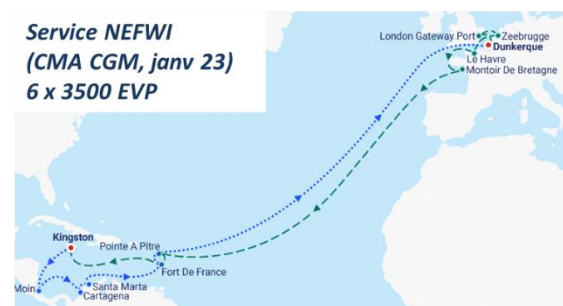 Service NEFWI
(CMA CGM, janv 23)
6 x 3500 EVP
London Gateway Port
Zeebrugge
Dunkerque
Le Havre
Montoir De Bretagne
Kingston
Pointe A Pitre
Fort De France
Moin
Santa Marta
Cartagena